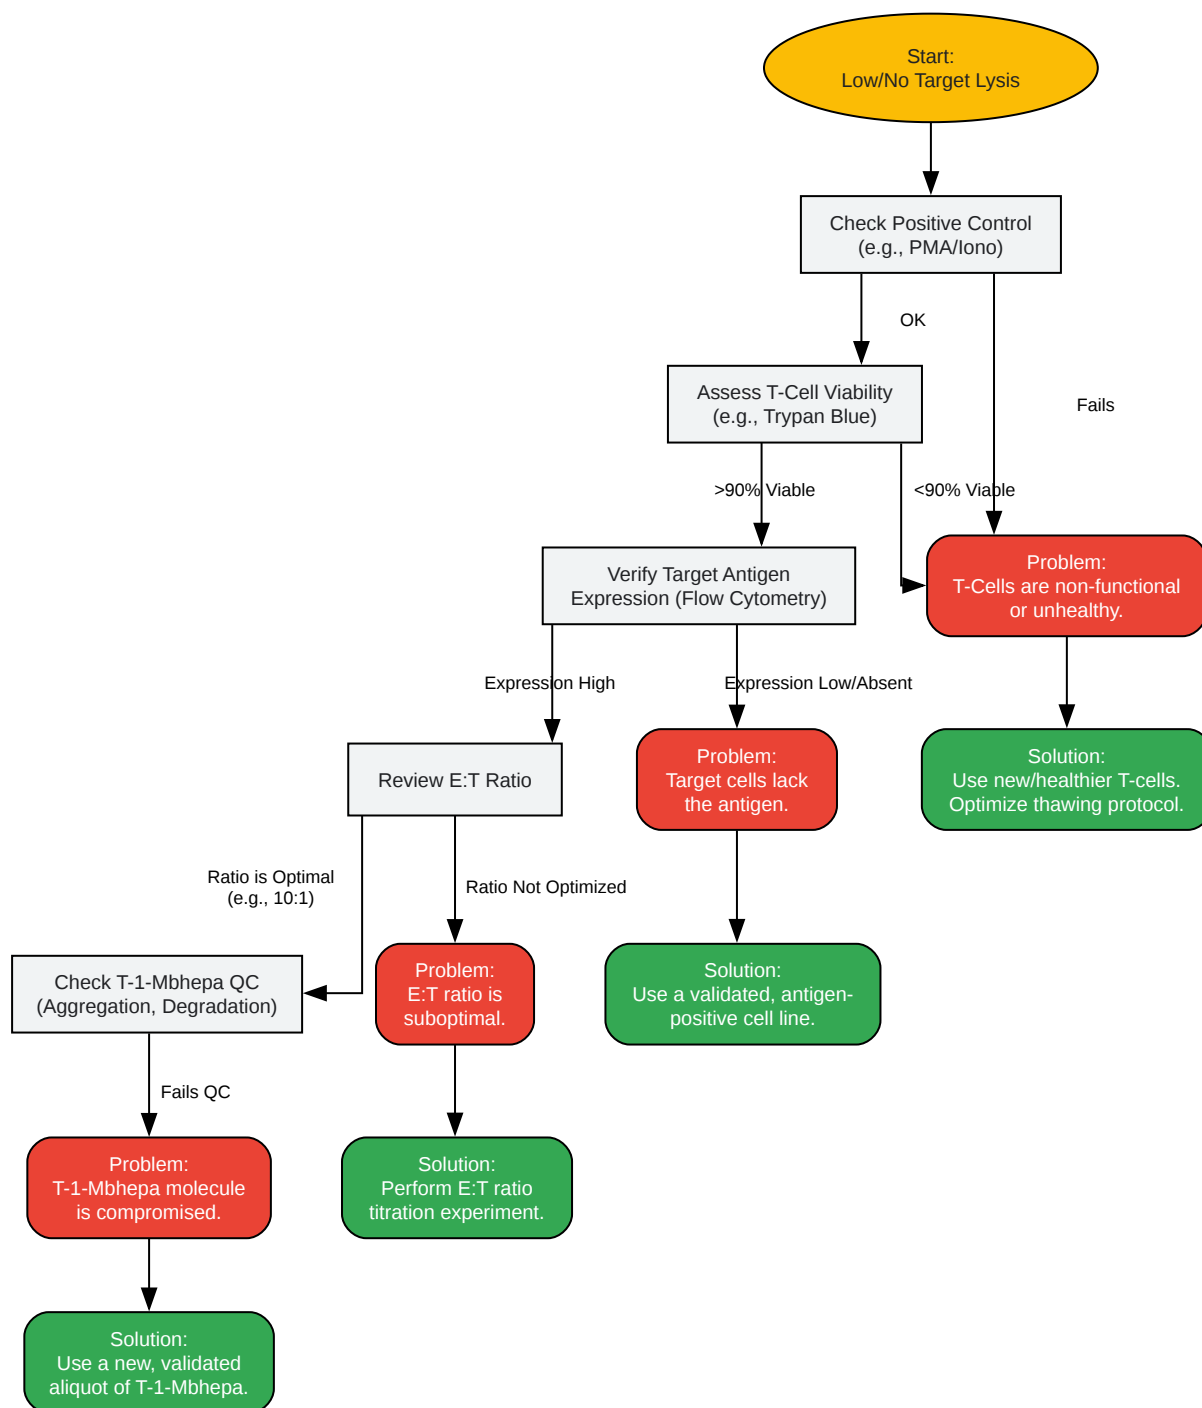 Start:
Low/No Target Lysis
Check Positive Control
(e.g., PMA/Iono)
OK
Fails
Assess T-Cell Viability
(e.g., Trypan Blue)
>90% Viable
<90% Viable
Verify Target Antigen
Expression (Flow Cytometry)
Problem:
T-Cells are non-functional
or unhealthy.
Expression High
Expression Low/Absent
Review E:T Ratio
Problem:
Target cells lack
the antigen.
Solution:
Use new/healthier T-cells.
Optimize thawing protocol.
Ratio is Optimal
(e.g., 10:1)
Ratio Not Optimized
Check T-1-Mbhepa QC
(Aggregation, Degradation)
Problem:
E:T ratio is
suboptimal.
Solution:
Use a validated, antigen-
positive cell line.
Fails QC
Problem:
T-1-Mbhepa molecule
is compromised.
Solution:
Perform E:T ratio
titration experiment.
Solution:
Use a new, validated
aliquot of T-1-Mbhepa.